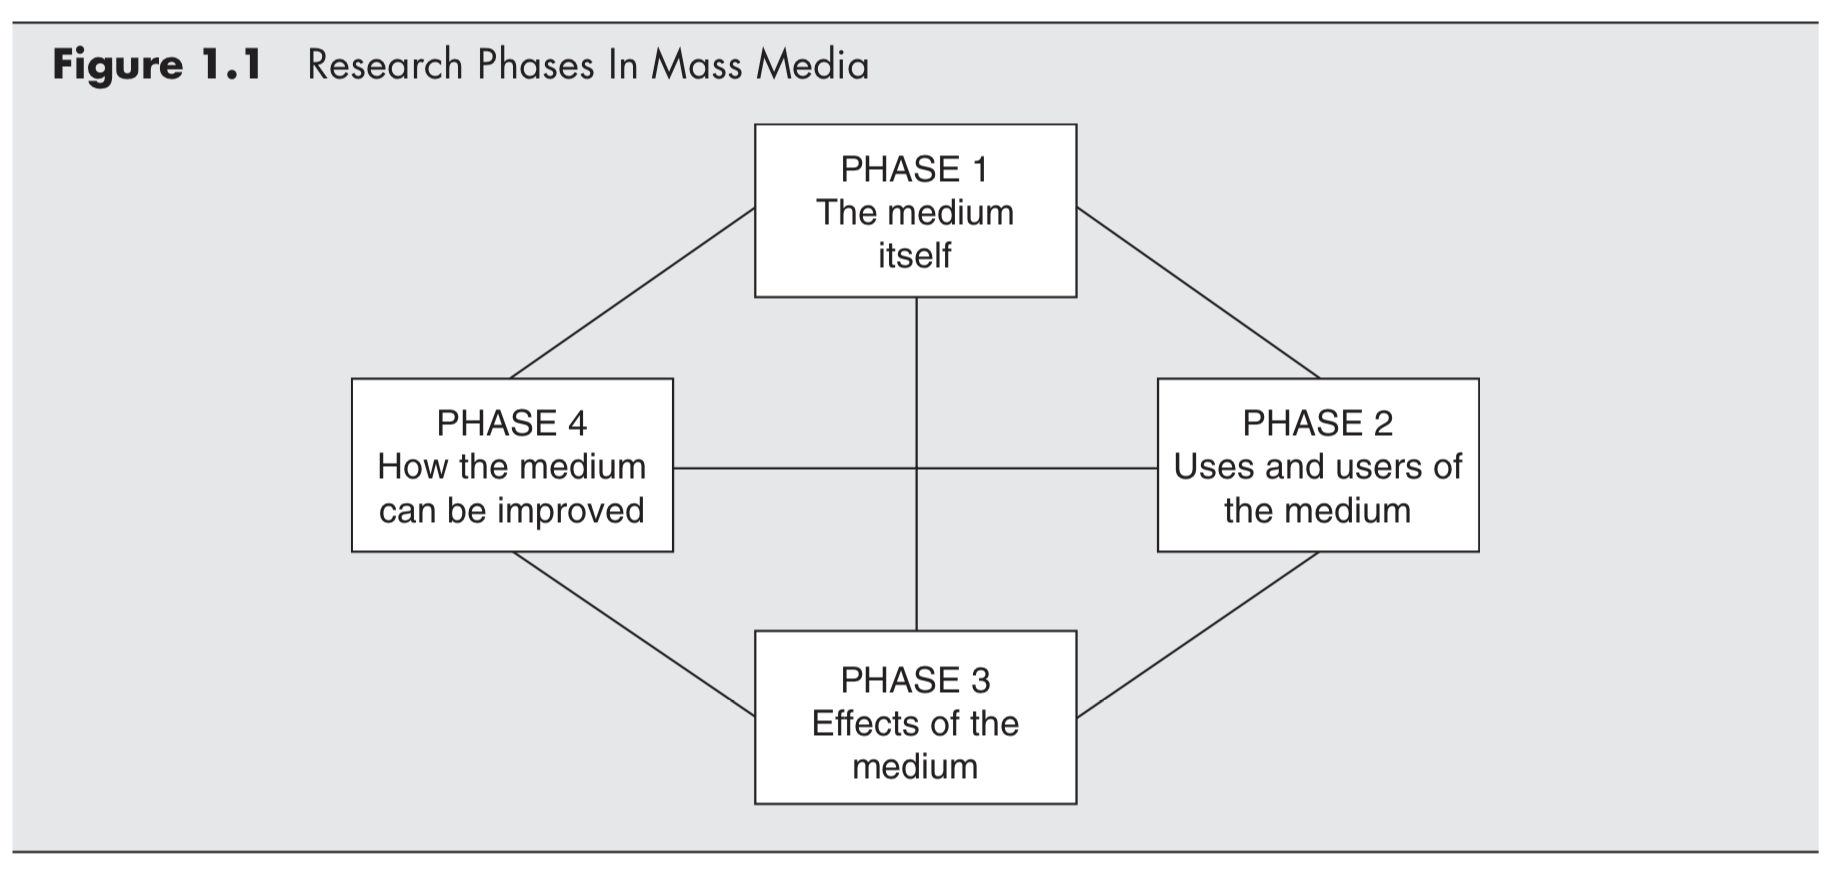 Figure 1.1 Research Phases In Mass Media
PHASE 1
The medium
itself
PHASE 4
How the medium
can be improved
PHASE 2
Uses and users of
the medium
PHASE 3
Effects of the
medium